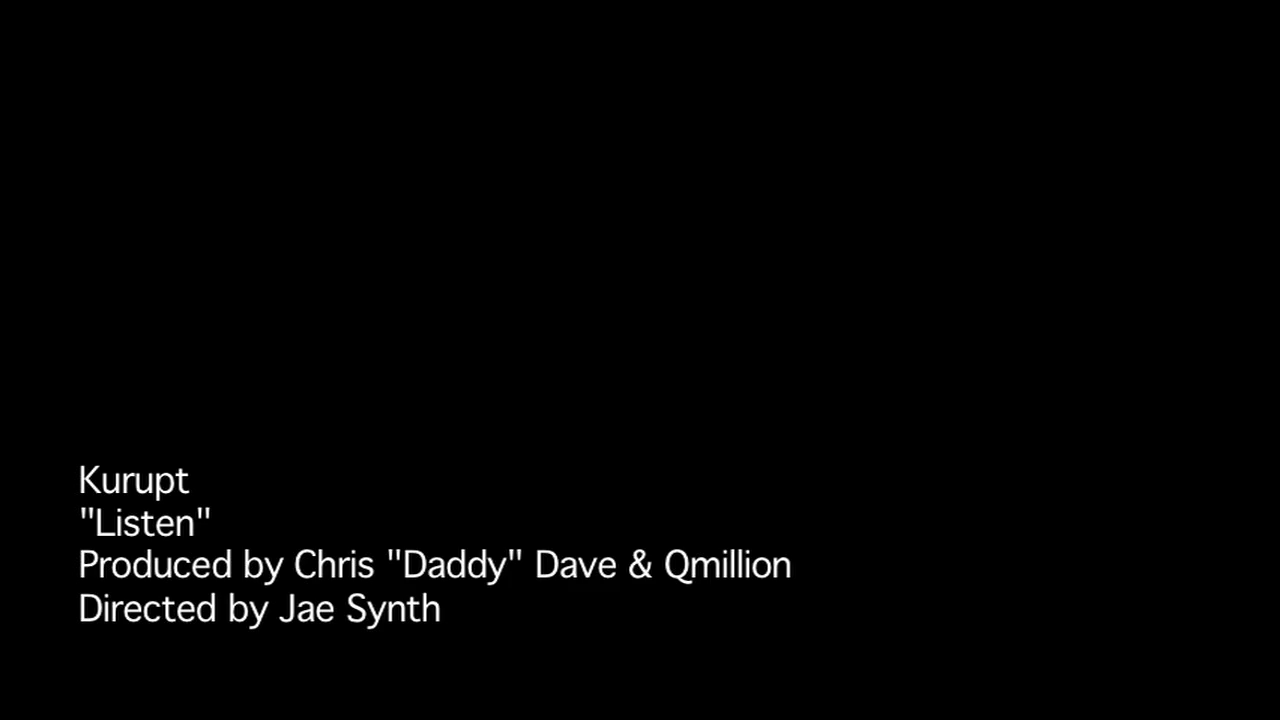 Kurupt
"Listen"
Produced by Chris "Daddy" Dave & Qmillion
Directed by Jae Synth